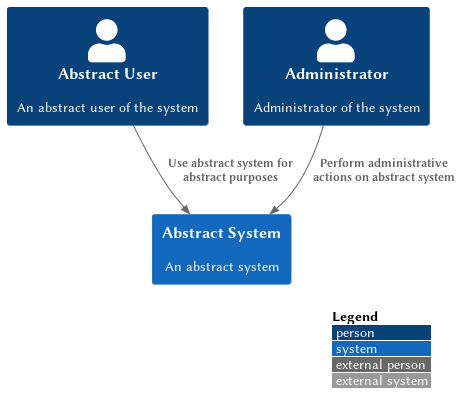 Abstract User
An abstract user of the system
Administrator
Administrator of the system
Use abstract system for
abstract purposes
Perform administrative
actions on abstract system
Abstract System
An abstract system
Legend
person
system
external person
external system